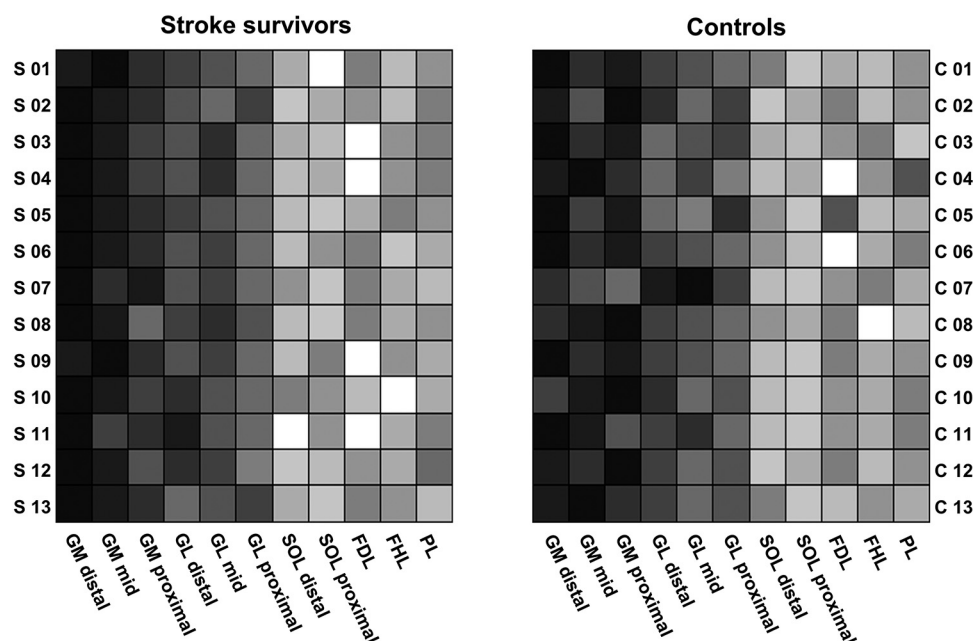 Stroke survivors
Controls
S 01
S 02
S 03
S 04
S 05
S 06
S 07
S 08
S 09
S 10
S 11
S 12
S 13
C 01
C 02
C 03
C 04
C 05
C 06
C 07
C 08
C 09
C 10
C 11
C 12
C 13
GM distal
GM mid
GM proximal
GL distal
GL mid
GL proximal
SOL distal
SOL proximal
FDL
FHL
PL
GM distal
GM mid
GM proximal
GL distal
GL mid
GL proximal
SOL distal
SOL proximal
FDL
FHL
PL